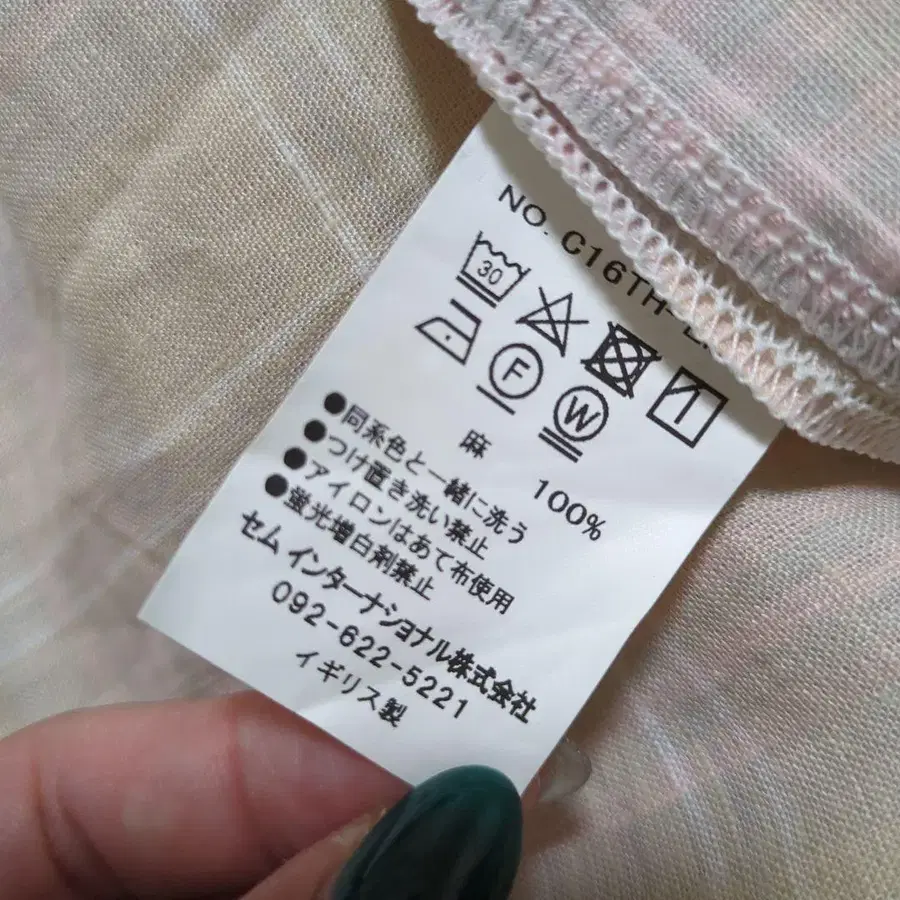 NO. C16TH-
30
F
W
麻 100%
●同系色と一緒に洗う
●つけ置き洗い禁止
●アイロンはあて布使用
●蛍光増白剤禁止
セム インターナショナル株式会社
092-622-5221
イギリス製